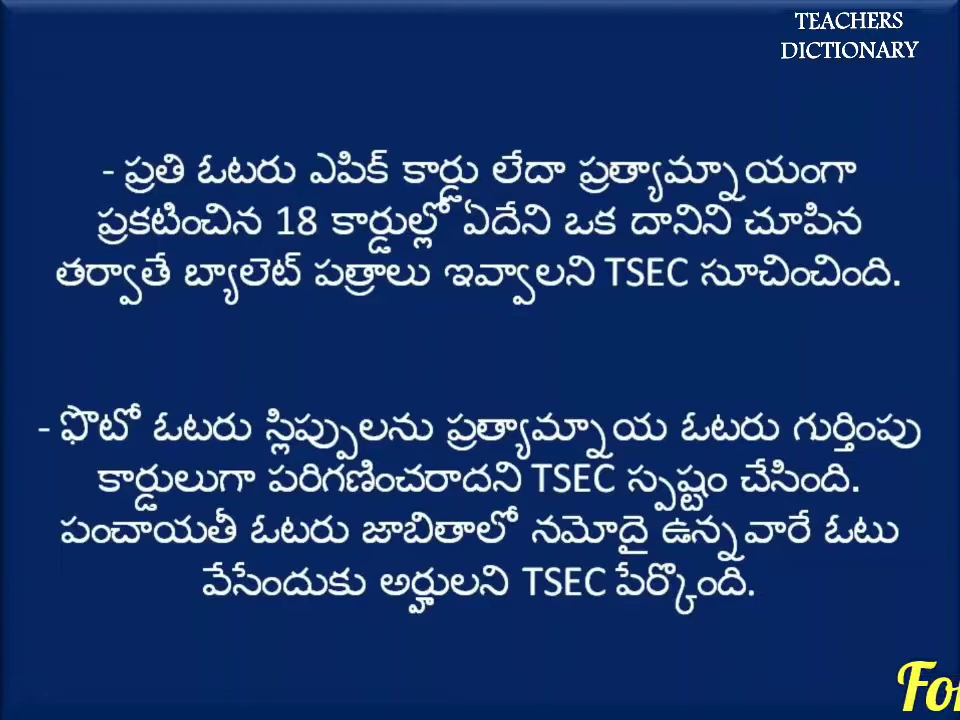 TEACHERS
DICTIONARY
- ప్రతి ఓటరు ఎపిక్ కార్డు లేదా ప్రత్యామ్నాయంగా
ప్రకటించిన 18 కార్డుల్లో ఏదేని ఒక దానిని చూపిన
తర్వాతే బ్యాలెట్ పత్రాలు ఇవ్వాలని TSEC సూచించింది.
- ఫొటో ఓటరు స్లిప్పులను ప్రత్యామ్నాయ ఓటరు గుర్తింపు
కార్డులుగా పరిగణించరాదని TSEC స్పష్టం చేసింది.
పంచాయతీ ఓటరు జాబితాలో నమోదై ఉన్నవారే ఓటు
వేసేందుకు అర్హులని TSEC పేర్కొంది.